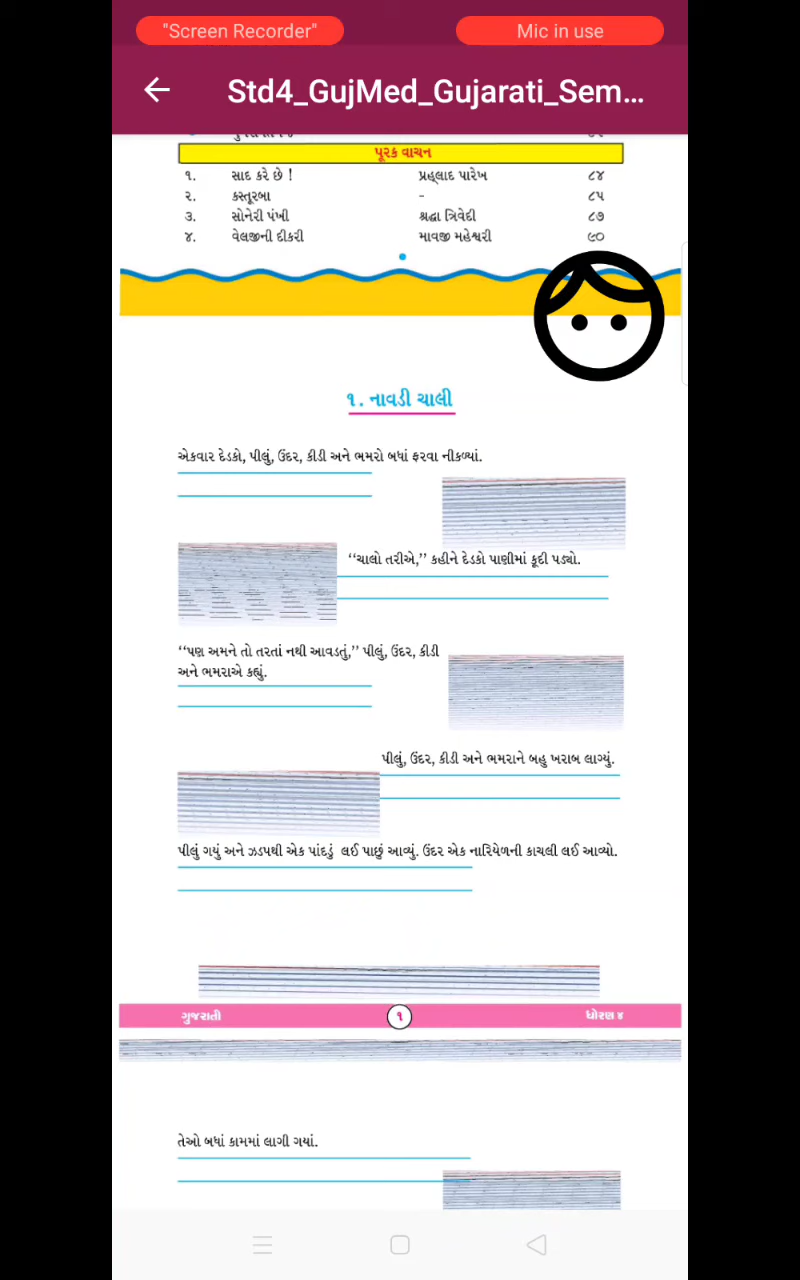 "Screen Recorder"
Mic in use
Std4_GujMed_Gujarati_Sem...
પૂરક વાચન
૧. સાદ કરે છે ! પ્રહ્લાદ પારેખ ૮૪
૨. કસ્તૂરબા - ૮૫
૩. સોનેરી પંખી શ્રદ્ધા ત્રિવેદી ૮૭
૪. વેલજીની દીકરી માવજી મહેશ્વરી ૯૦
૧. નાવડી ચાલી
એકવાર દેડકો, પીલું, ઉંદર, કીડી અને ભમરો બધાં ફરવા નીકળ્યાં.
‘‘ચાલો તરીએ,’’ કહીને દેડકો પાણીમાં કૂદી પડ્યો.
‘‘પણ અમને તો તરતાં નથી આવડતું,’’ પીલું, ઉંદર, કીડી
અને ભમરાએ કહ્યું.
પીલું, ઉંદર, કીડી અને ભમરાને બહુ ખરાબ લાગ્યું.
પીલું ગયું અને ઝડપથી એક પાંદડું લઈ પાછું આવ્યું. ઉંદર એક નારિયેળની કાચલી લઈ આવ્યો.
ગુજરાતી ૧ ધોરણ ૪
તેઓ બધાં કામમાં લાગી ગયાં.